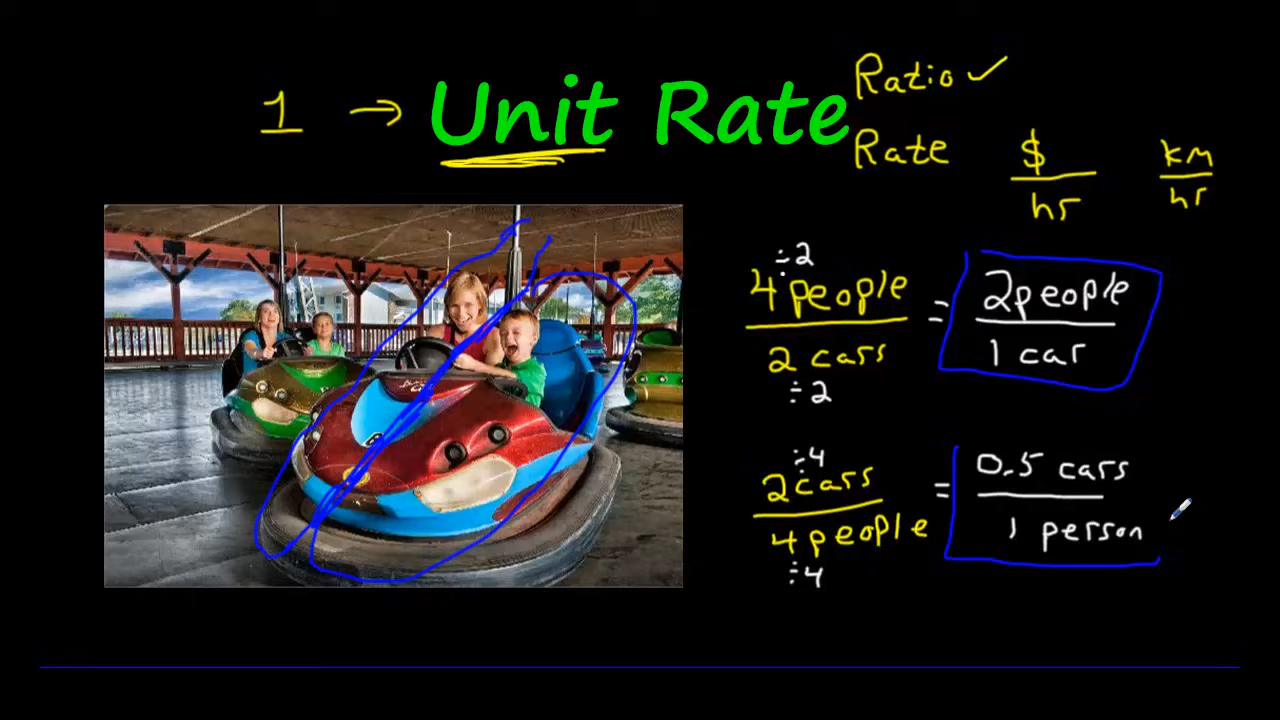 1 → Unit Rate
Ratio ✓
Rate
$
hr
km
hr
÷2
4 people
2 cars
÷2
=
2 people
1 car
÷4
2 cars
4 people
÷4
=
0.5 cars
1 person